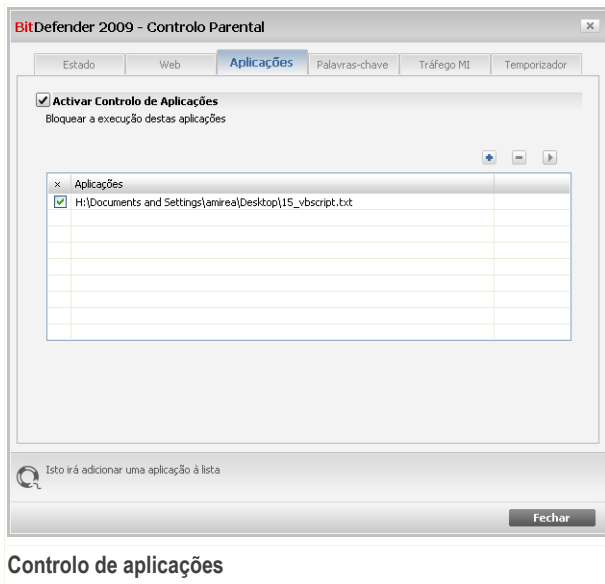 BitDefender 2009 - Controlo Parental
Estado Web Aplicações Palavras-chave Tráfego MI Temporizador
Activar Controlo de Aplicações
Bloquear a execução destas aplicações
x Aplicações
H:\Documents and Settings\amirea\Desktop\15_vbscript.txt
Isto irá adicionar uma aplicação à lista
Fechar
Controlo de aplicações